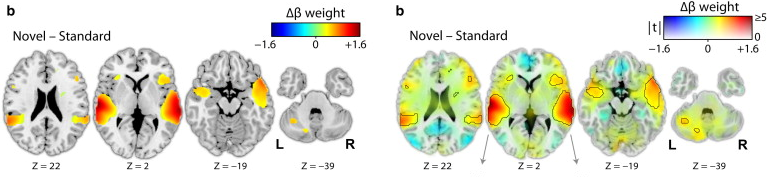 b
Δβ weight
Novel – Standard
−1.6 0 +1.6
L R
Z = 22 Z = 2 Z = −19 Z = −39
b
Δβ weight
|t| ≥5
0
−1.6 0 +1.6
Novel – Standard
L R
Z = 22 Z = 2 Z = −19 Z = −39